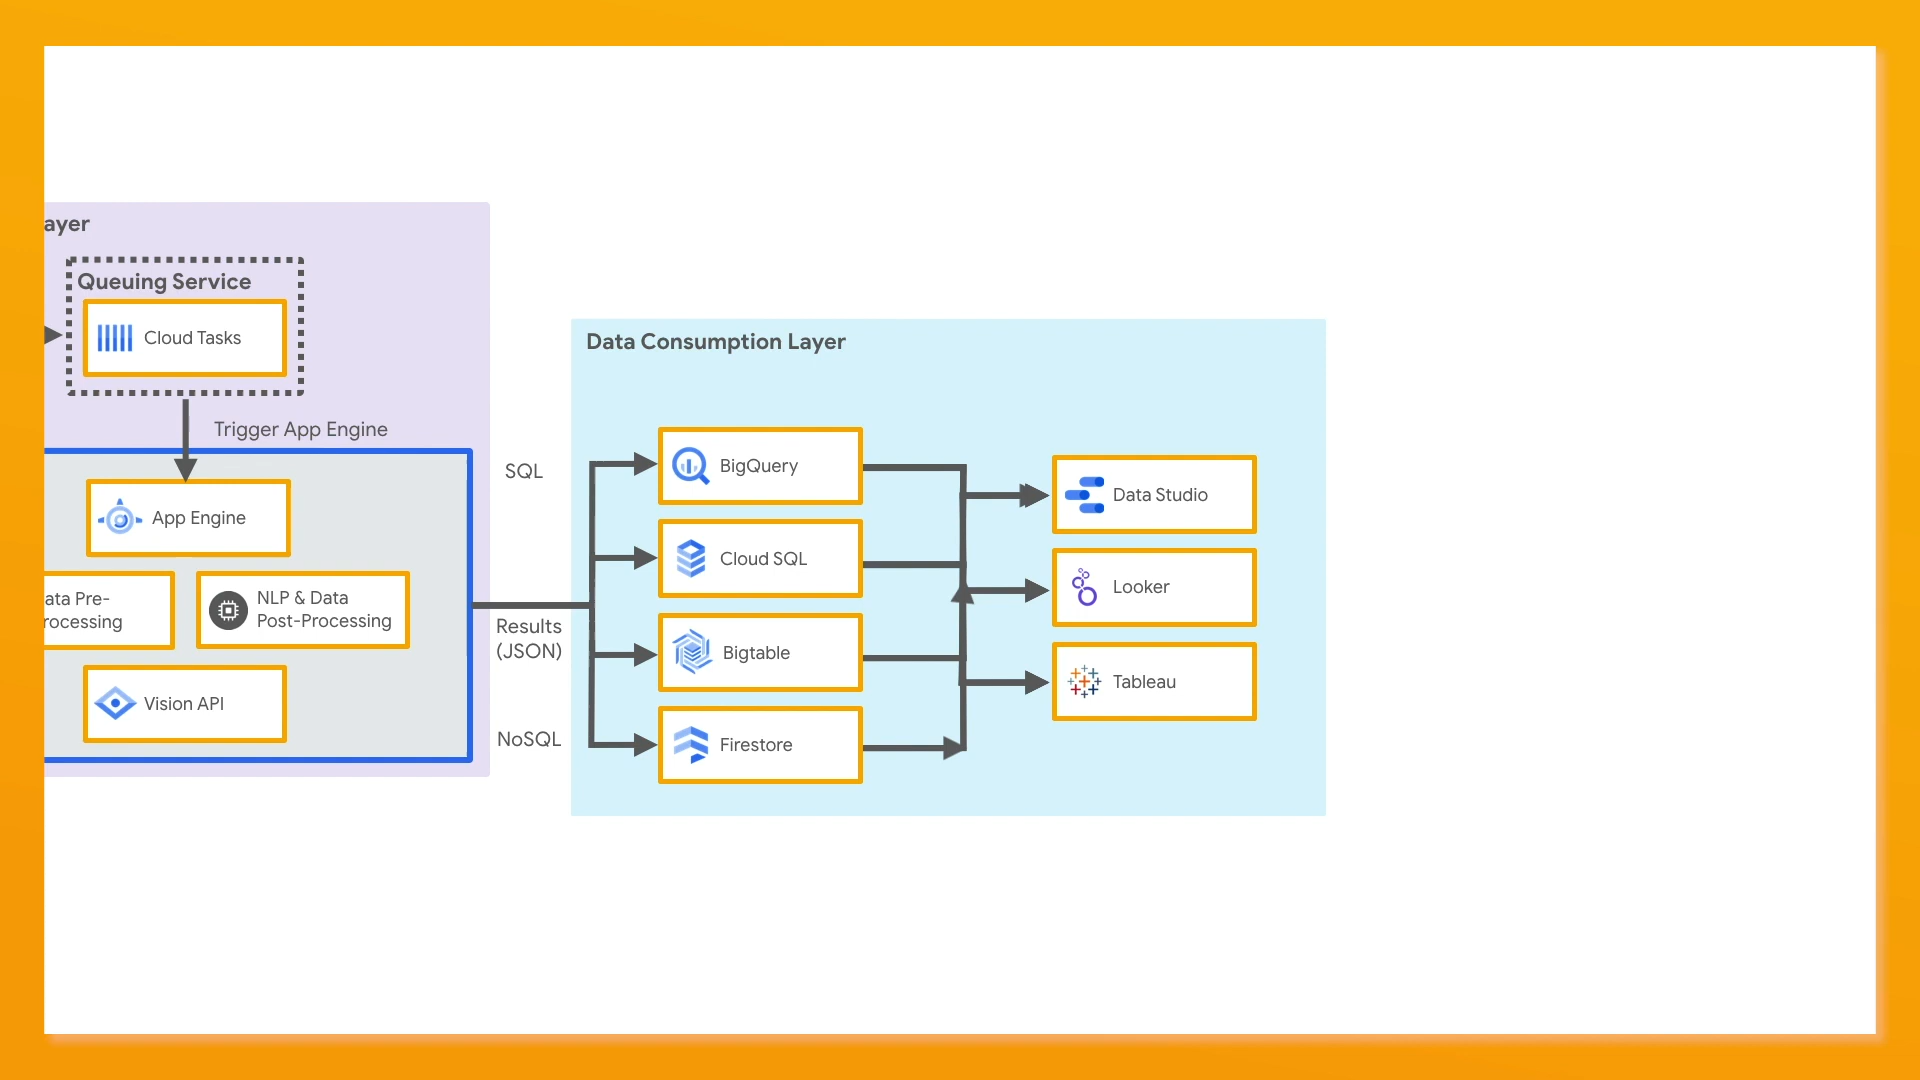 ayer
Queuing Service
Cloud Tasks
Trigger App Engine
App Engine
ata Pre-
rocessing
NLP & Data
Post-Processing
Vision API
SQL
Results
(JSON)
NoSQL
Data Consumption Layer
BigQuery
Cloud SQL
Bigtable
Firestore
Data Studio
Looker
Tableau